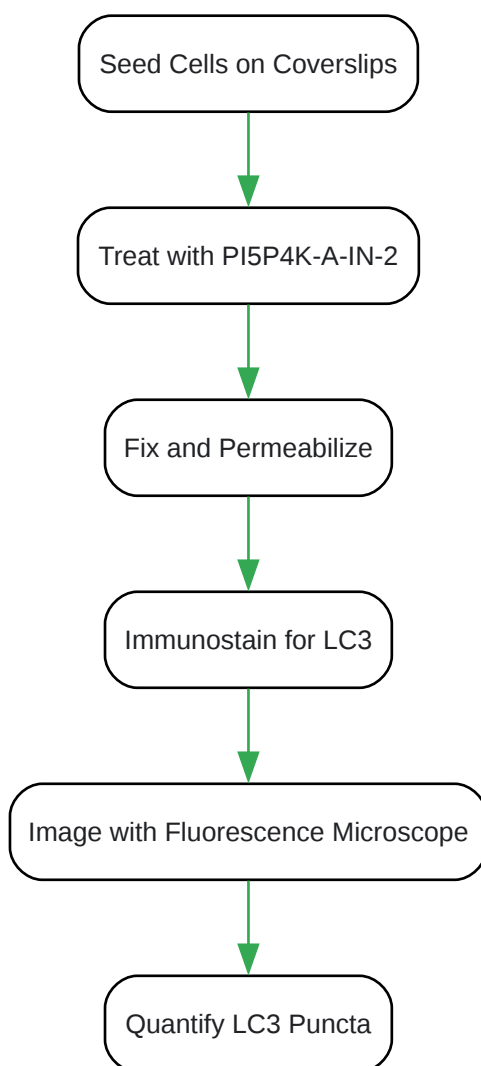 Seed Cells on Coverslips
Treat with PI5P4K-A-IN-2
Fix and Permeabilize
Immunostain for LC3
Image with Fluorescence Microscope
Quantify LC3 Puncta